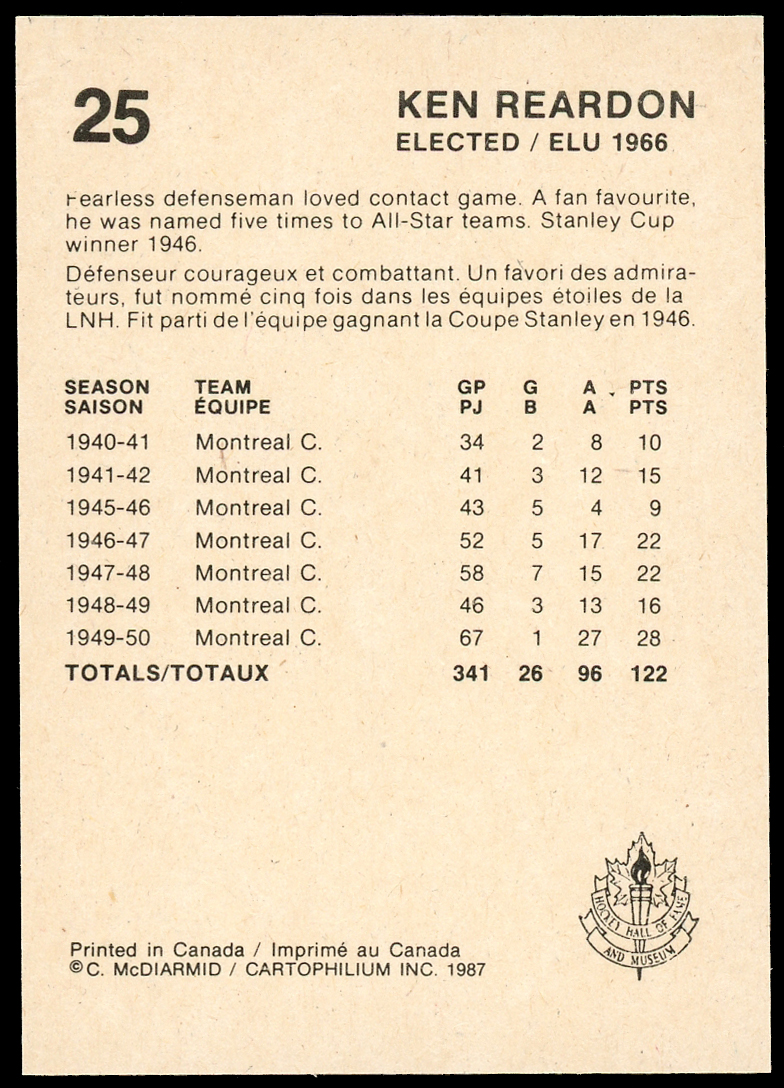 25
KEN REARDON
ELECTED / ELU 1966
Fearless defenseman loved contact game. A fan favourite,
he was named five times to All-Star teams. Stanley Cup
winner 1946.
Défenseur courageux et combattant. Un favori des admira-
teurs, fut nommé cinq fois dans les équipes étoiles de la
LNH. Fit parti de l'équipe gagnant la Coupe Stanley en 1946.
SEASON TEAM GP G A PTS
SAISON ÉQUIPE PJ B A PTS
1940-41 Montreal C. 34 2 8 10
1941-42 Montreal C. 41 3 12 15
1945-46 Montreal C. 43 5 4 9
1946-47 Montreal C. 52 5 17 22
1947-48 Montreal C. 58 7 15 22
1948-49 Montreal C. 46 3 13 16
1949-50 Montreal C. 67 1 27 28
TOTALS/TOTAUX 341 26 96 122
HOCKEY HALL OF FAME
AND MUSEUM
Printed in Canada / Imprimé au Canada
©C. McDIARMID / CARTOPHILIUM INC. 1987